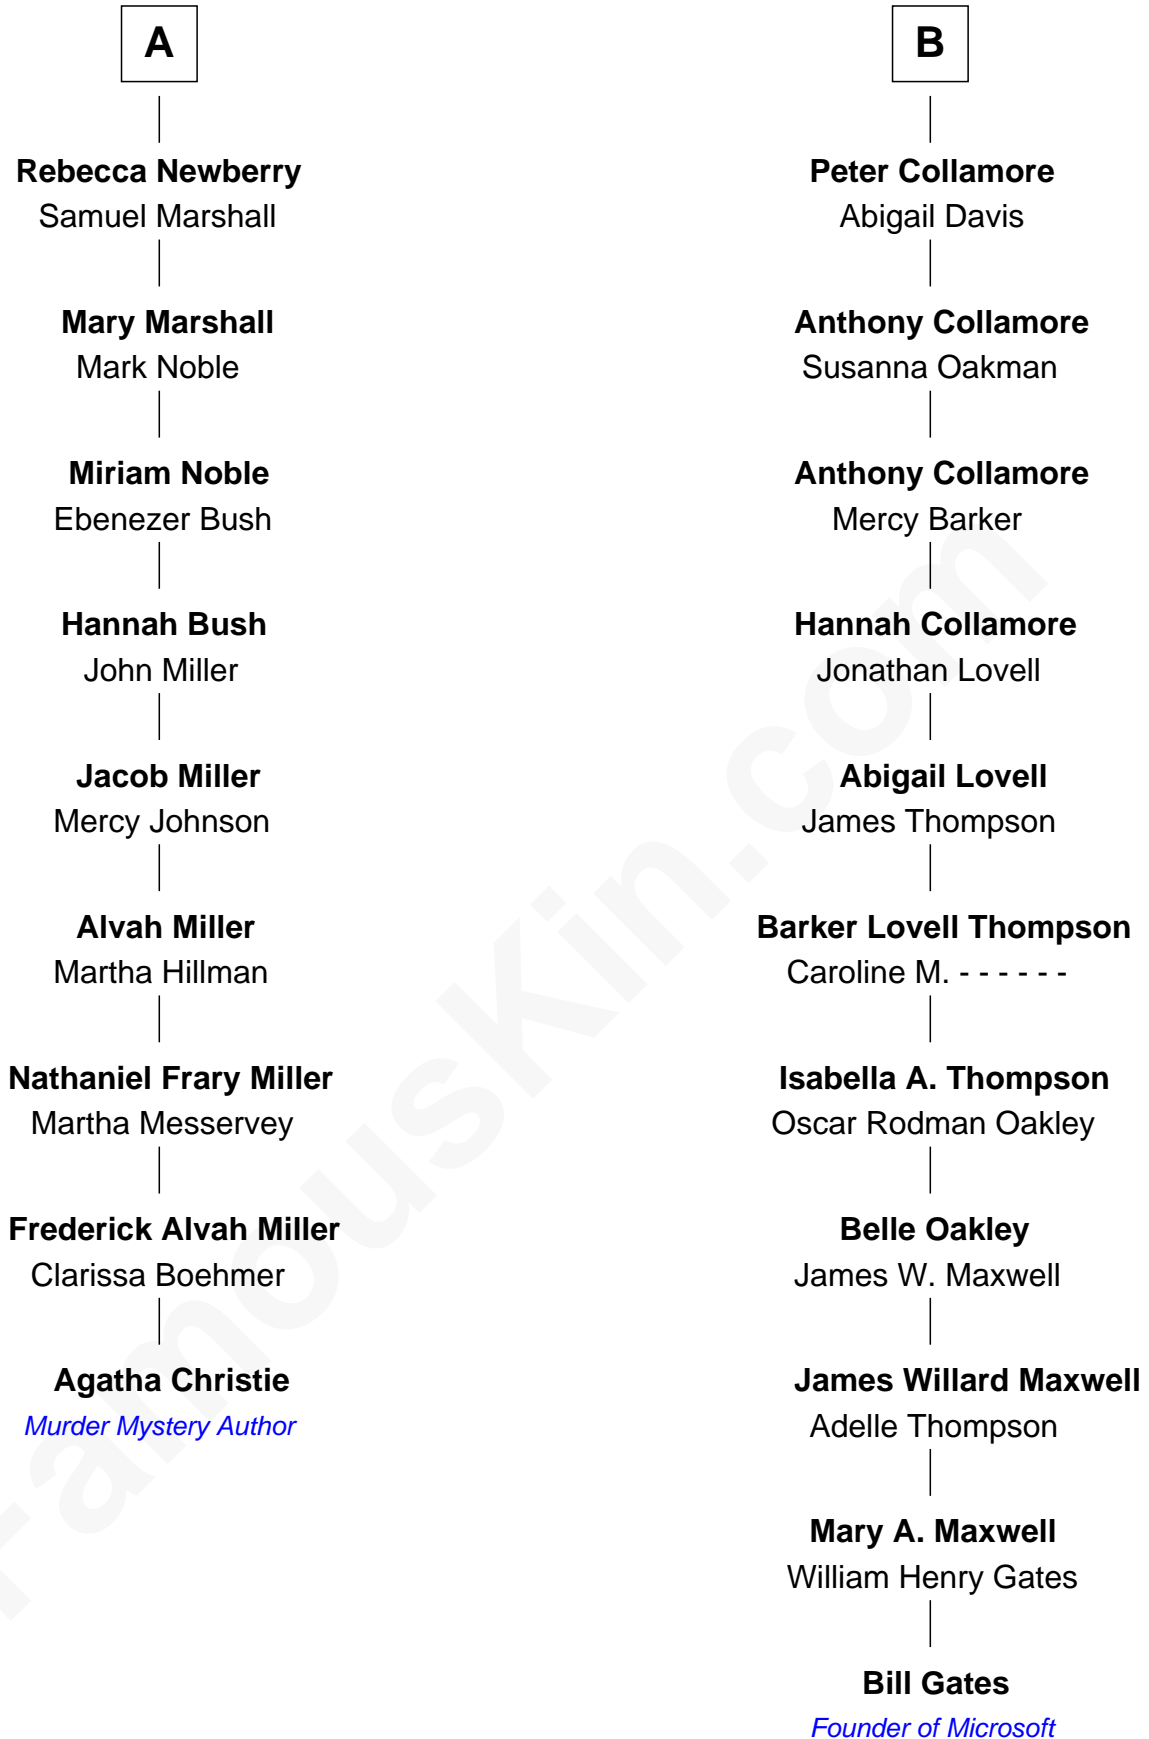 A
Rebecca Newberry
Samuel Marshall
Mary Marshall
Mark Noble
Miriam Noble
Ebenezer Bush
Hannah Bush
John Miller
Jacob Miller
Mercy Johnson
Alvah Miller
Martha Hillman
Nathaniel Frary Miller
Martha Messervey
Frederick Alvah Miller
Clarissa Boehmer
Agatha Christie
Murder Mystery Author
B
Peter Collamore
Abigail Davis
Anthony Collamore
Susanna Oakman
Anthony Collamore
Mercy Barker
Hannah Collamore
Jonathan Lovell
Abigail Lovell
James Thompson
Barker Lovell Thompson
Caroline M. - - - - - -
Isabella A. Thompson
Oscar Rodman Oakley
Belle Oakley
James W. Maxwell
James Willard Maxwell
Adelle Thompson
Mary A. Maxwell
William Henry Gates
Bill Gates
Founder of Microsoft
FamousKin.com